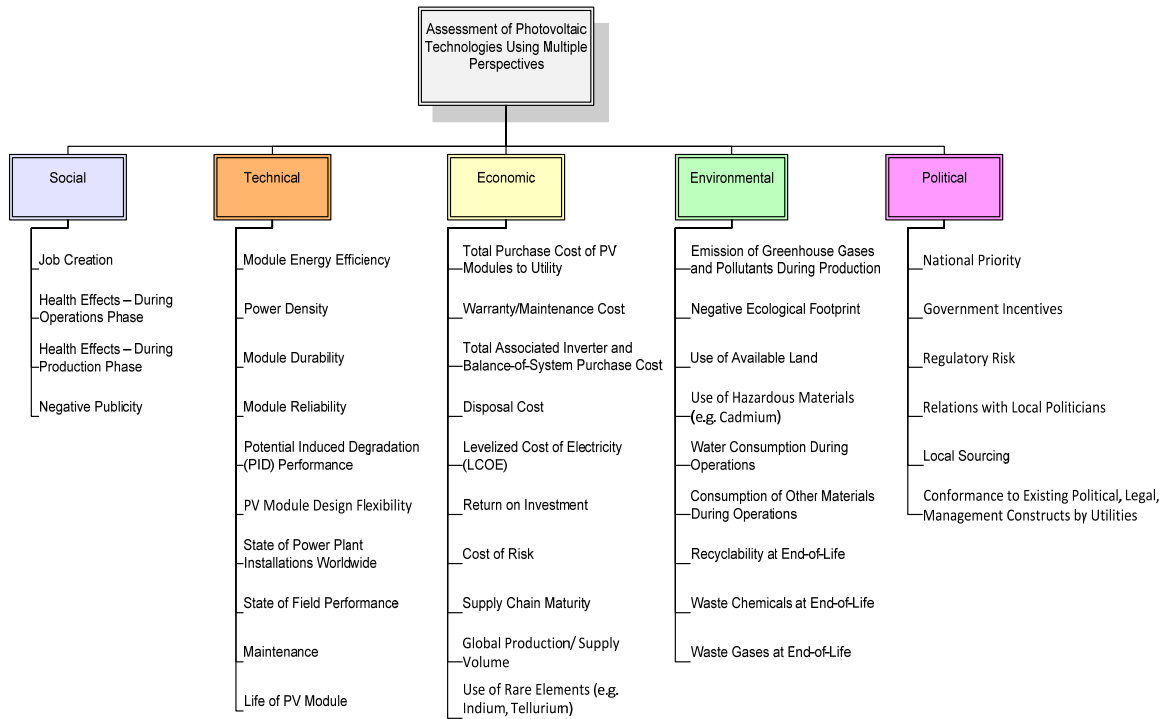 Assessment of Photovoltaic
Technologies Using Multiple
Perspectives
Social
Technical
Economic
Environmental
Political
Job Creation
Health Effects – During
Operations Phase
Health Effects – During
Production Phase
Negative Publicity
Module Energy Efficiency
Power Density
Module Durability
Module Reliability
Potential Induced Degradation
(PID) Performance
PV Module Design Flexibility
State of Power Plant
Installations Worldwide
State of Field Performance
Maintenance
Life of PV Module
Total Purchase Cost of PV
Modules to Utility
Warranty/Maintenance Cost
Total Associated Inverter and
Balance-of-System Purchase Cost
Disposal Cost
Levelized Cost of Electricity
(LCOE)
Return on Investment
Cost of Risk
Supply Chain Maturity
Global Production/ Supply
Volume
Use of Rare Elements (e.g.
Indium, Tellurium)
Emission of Greenhouse Gases
and Pollutants During Production
Negative Ecological Footprint
Use of Available Land
Use of Hazardous Materials
(e.g. Cadmium)
Water Consumption During
Operations
Consumption of Other Materials
During Operations
Recyclability at End-of-Life
Waste Chemicals at End-of-Life
Waste Gases at End-of-Life
National Priority
Government Incentives
Regulatory Risk
Relations with Local Politicians
Local Sourcing
Conformance to Existing Political, Legal,
Management Constructs by Utilities